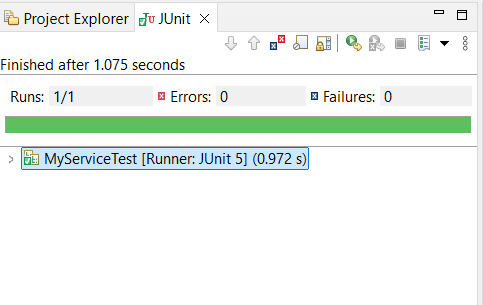 Project Explorer JUnit
Finished after 1.075 seconds
Runs: 1/1 Errors: 0 Failures: 0
MyServiceTest [Runner: JUnit 5] (0.972 s)